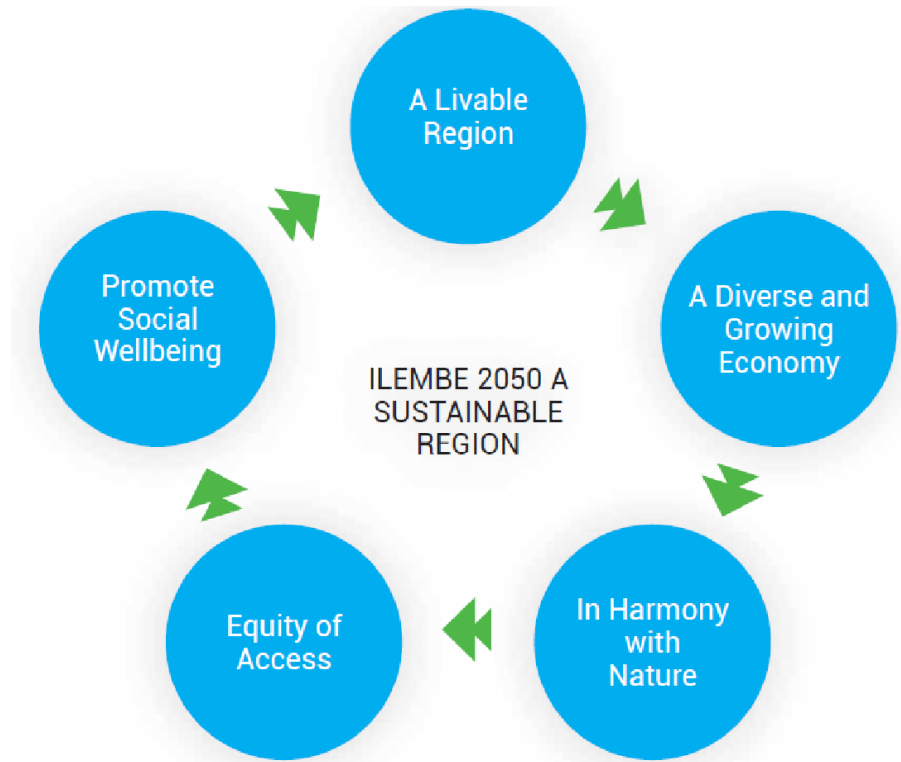 A Livable
Region
A Diverse and
Growing
Economy
In Harmony
with
Nature
Equity of
Access
Promote
Social
Wellbeing
ILEMBE 2050 A
SUSTAINABLE
REGION